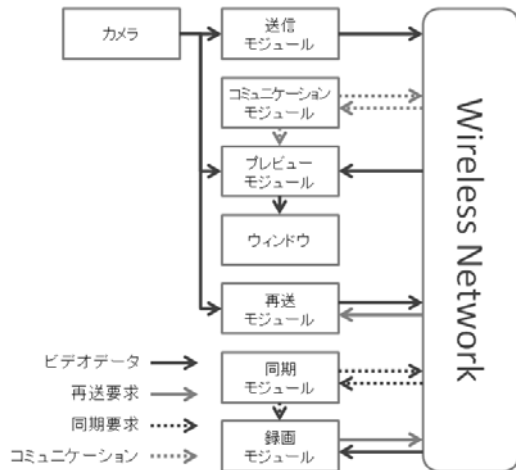 カメラ
送信
モジュール
コミュニケーション
モジュール
プレビュー
モジュール
ウィンドウ
再送
モジュール
同期
モジュール
録画
モジュール
Wireless Network
ビデオデータ
再送要求
同期要求
コミュニケーション